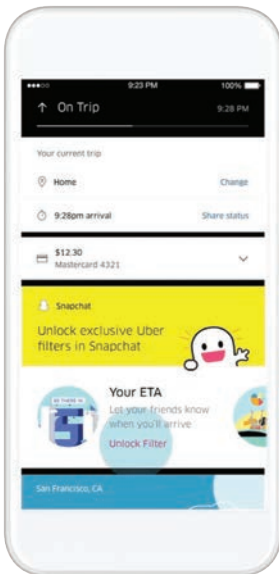 9:23 PM 100%
On Trip 9:28 PM
Your current trip
Home Change
9:28pm arrival Share status
$12.30
Mastercard 4321
Snapchat
Unlock exclusive Uber
filters in Snapchat
Your ETA
Let your friends know
when you'll arrive
Unlock Filter
San Francisco, CA